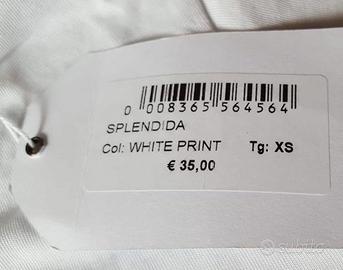 0 008365 564564
SPLENDIDA
Col: WHITE PRINT Tg: XS
€ 35,00
subito